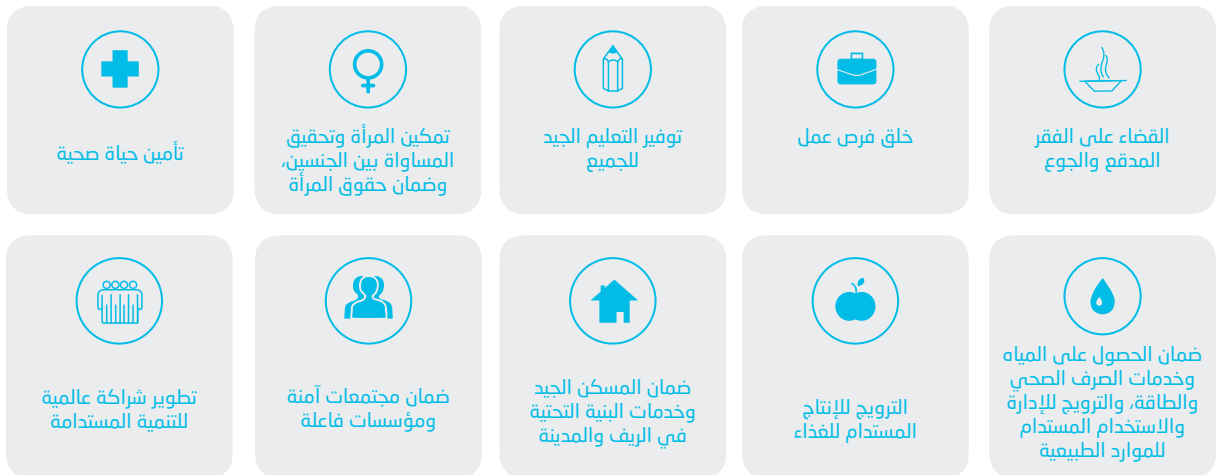 القضاء على الفقر
المدقع والجوع
خلق فرص عمل
توفير التعليم الجيد
للجميع
تمكين المرأة وتحقيق
المساواة بين الجنسين،
وضمان حقوق المرأة
تأمين حياة صحية
ضمان الحصول على المياه
وخدمات الصرف الصحي
والطاقة، والترويج للإدارة
والاستخدام المستدام
للموارد الطبيعية
الترويج للإنتاج
المستدام للغذاء
ضمان المسكن الجيد
وخدمات البنية التحتية
في الريف والمدينة
ضمان مجتمعات آمنة
ومؤسسات فاعلة
تطوير شراكة عالمية
للتنمية المستدامة